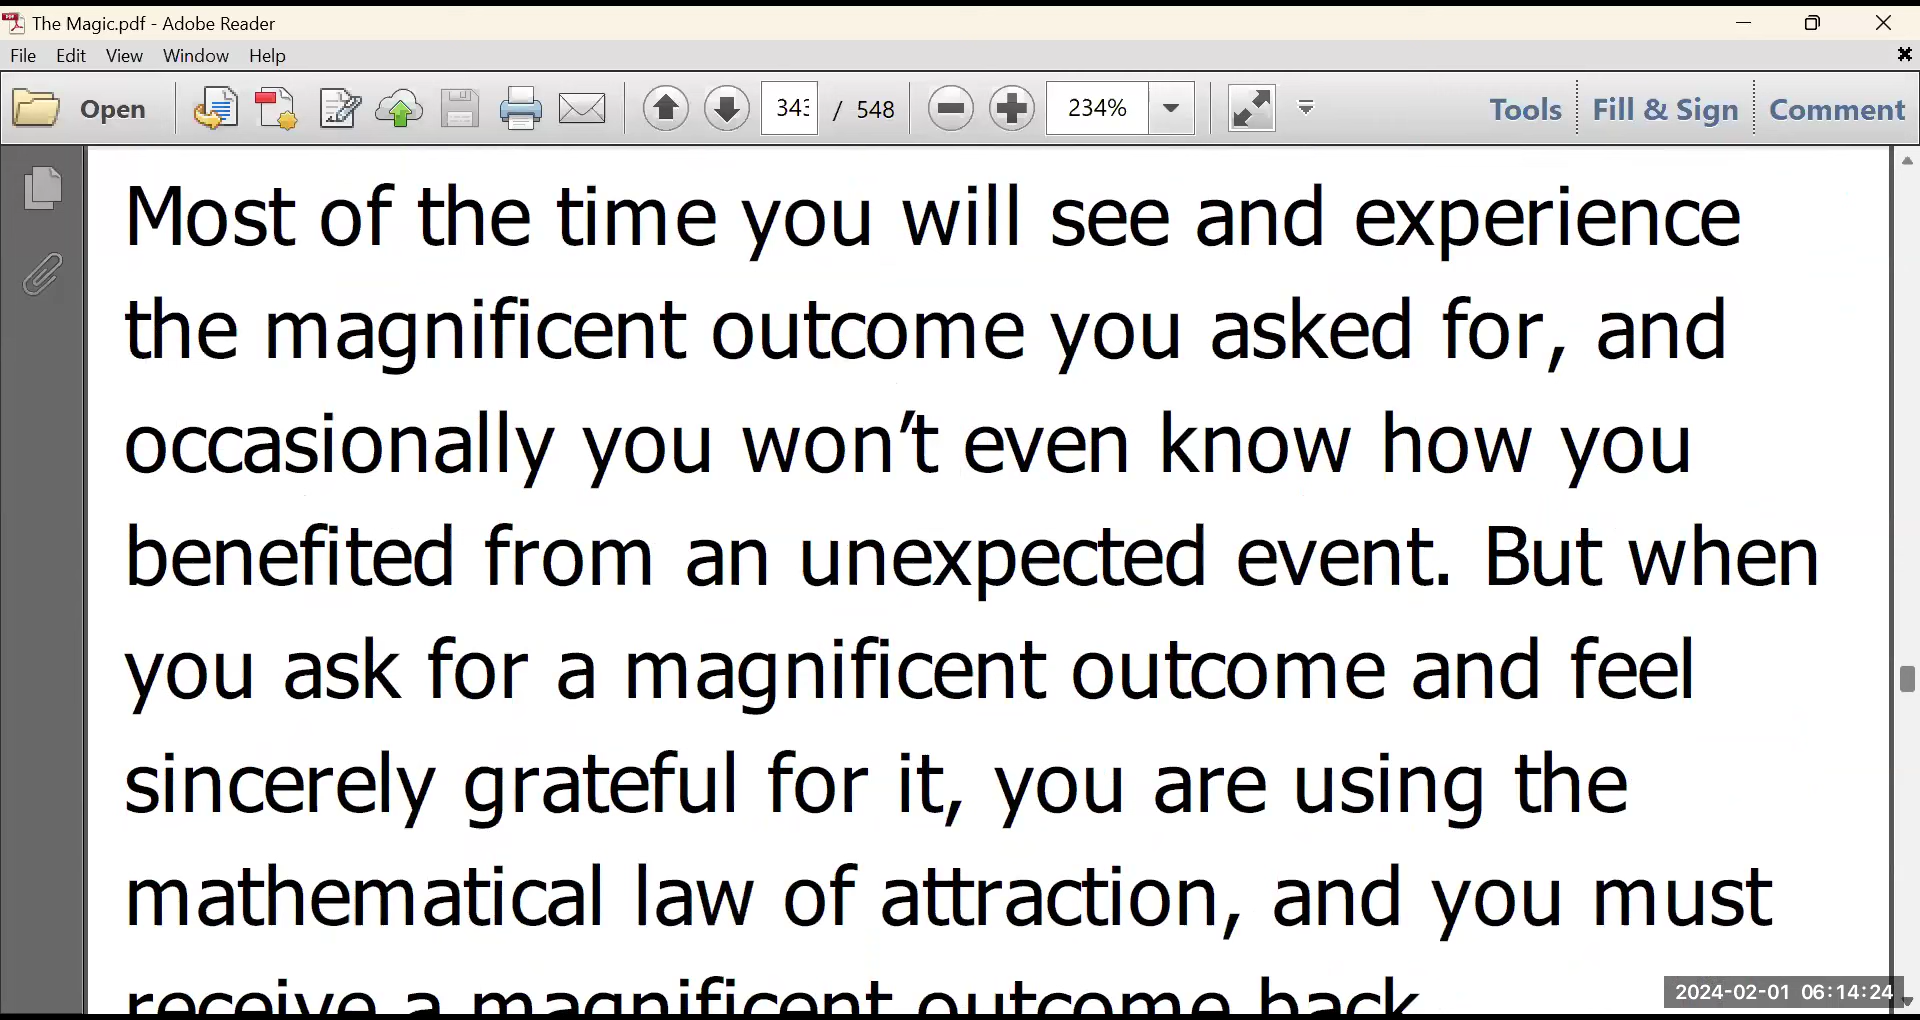 The Magic.pdf - Adobe Reader
File Edit View Window Help
Open 343 / 548 234% Tools Fill & Sign Comment
Most of the time you will see and experience
the magnificent outcome you asked for, and
occasionally you won’t even know how you
benefited from an unexpected event. But when
you ask for a magnificent outcome and feel
sincerely grateful for it, you are using the
mathematical law of attraction, and you must
receive a magnificent outcome back
2024-02-01 06:14:24